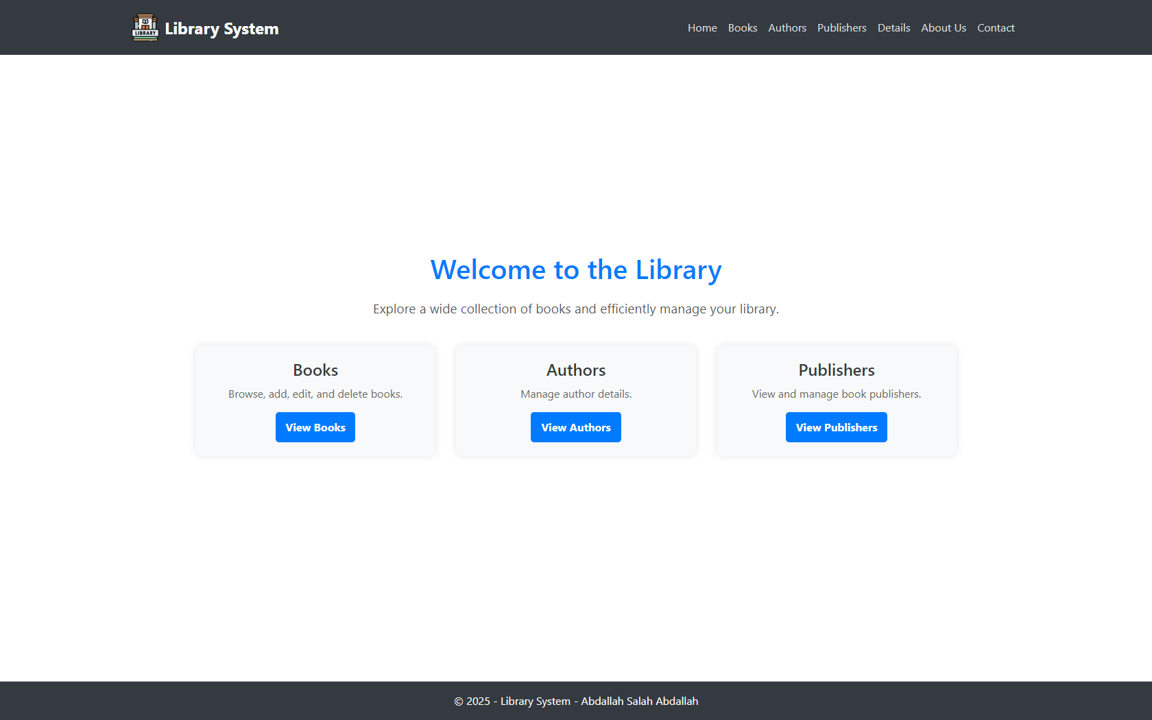 LIBRARY
Library System
Home Books Authors Publishers Details About Us Contact
Welcome to the Library
Explore a wide collection of books and efficiently manage your library.
Books
Browse, add, edit, and delete books.
View Books
Authors
Manage author details.
View Authors
Publishers
View and manage book publishers.
View Publishers
© 2025 - Library System - Abdallah Salah Abdallah